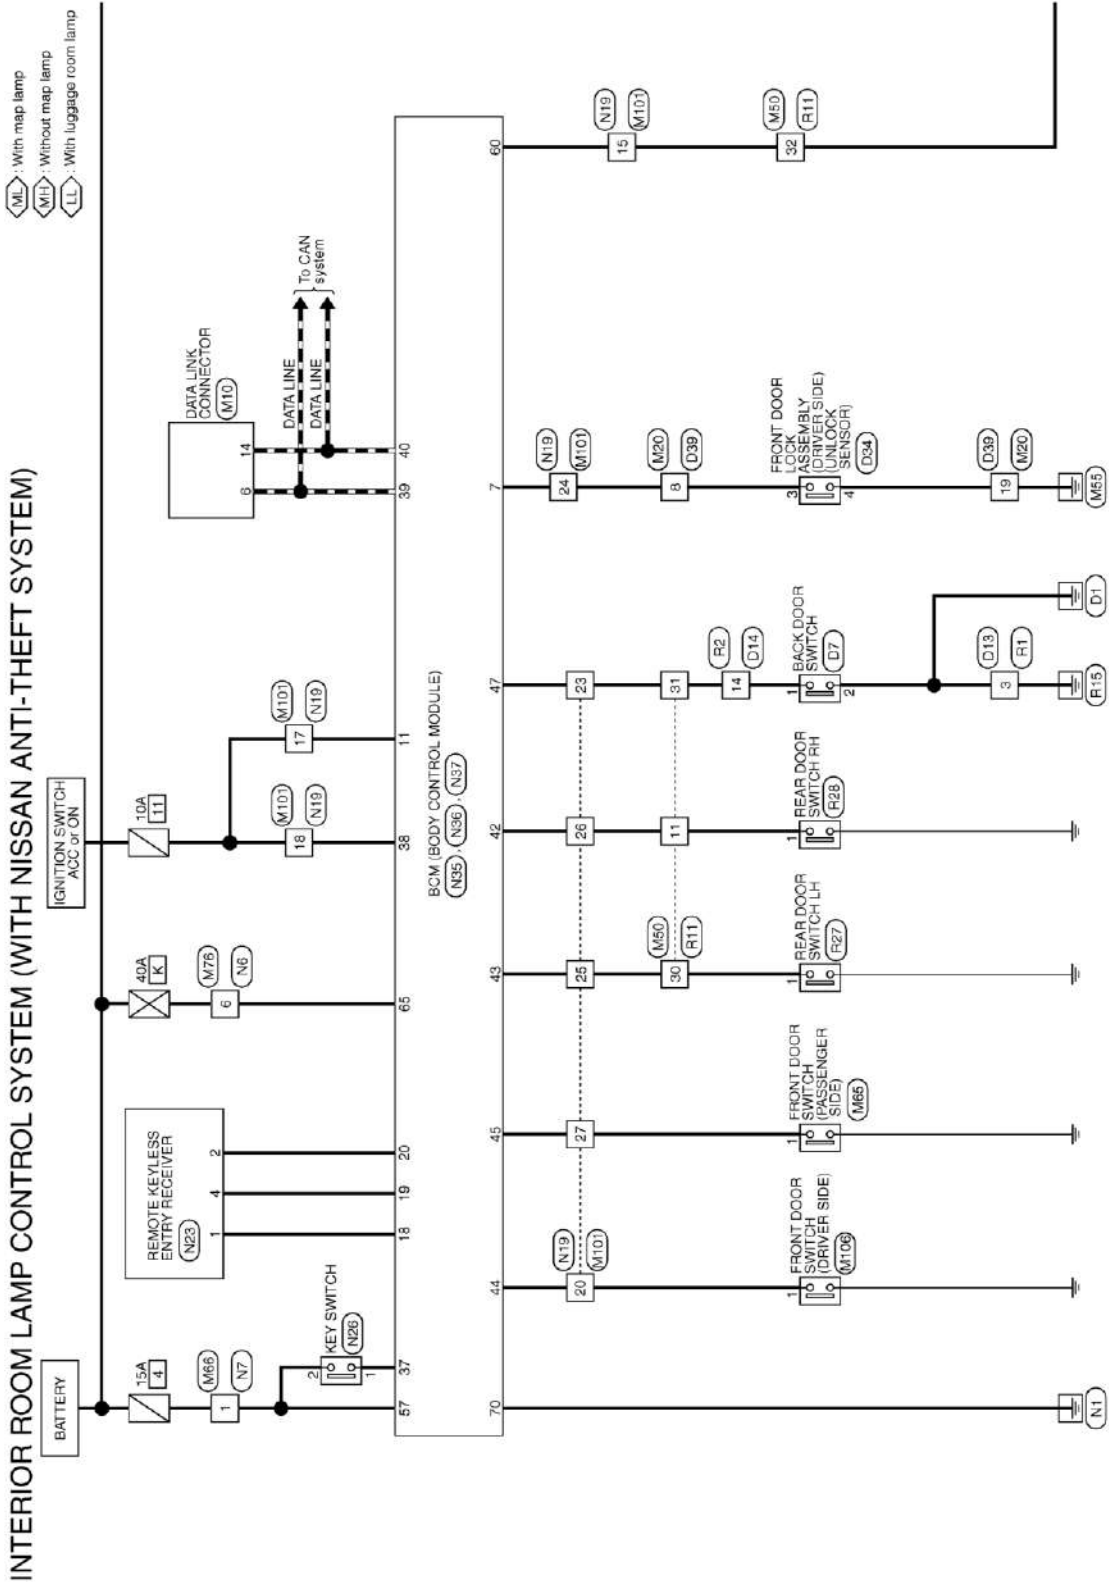 INTERIOR ROOM LAMP CONTROL SYSTEM (WITH NISSAN ANTI-THEFT SYSTEM)
ML : With map lamp
MH : Without map lamp
LL : With luggage room lamp
BATTERY
IGNITION SWITCH
ACC or ON
15A
4
40A
K
10A
11
M66
1
N7
M76
6
N6
M101
18
N19
M101
17
N19
KEY SWITCH
N26
2
1
REMOTE KEYLESS
ENTRY RECEIVER
N23
1
4
2
DATA LINK
CONNECTOR
M10
6
14
DATA LINE
DATA LINE
To CAN
system
57
37
18
19
20
65
38
11
39
40
BCM (BODY CONTROL MODULE)
N35 , N36 , N37
70
44
45
43
42
47
7
60
N19
20
M101
27
25
26
23
N19
24
M101
N19
15
M101
M50
30
R11
11
31
M20
8
D39
M50
32
R11
R2
14
D14
FRONT DOOR
SWITCH
(DRIVER SIDE)
M106
1
FRONT DOOR
SWITCH
(PASSENGER
SIDE)
M65
1
REAR DOOR
SWITCH LH
R27
1
REAR DOOR
SWITCH RH
R28
1
BACK DOOR
SWITCH
D7
1
2
FRONT DOOR
LOCK
ASSEMBLY
(DRIVER SIDE)
(UNLOCK
SENSOR)
D34
3
4
D13
3
R1
D39
19
M20
N1
R15
D1
M55